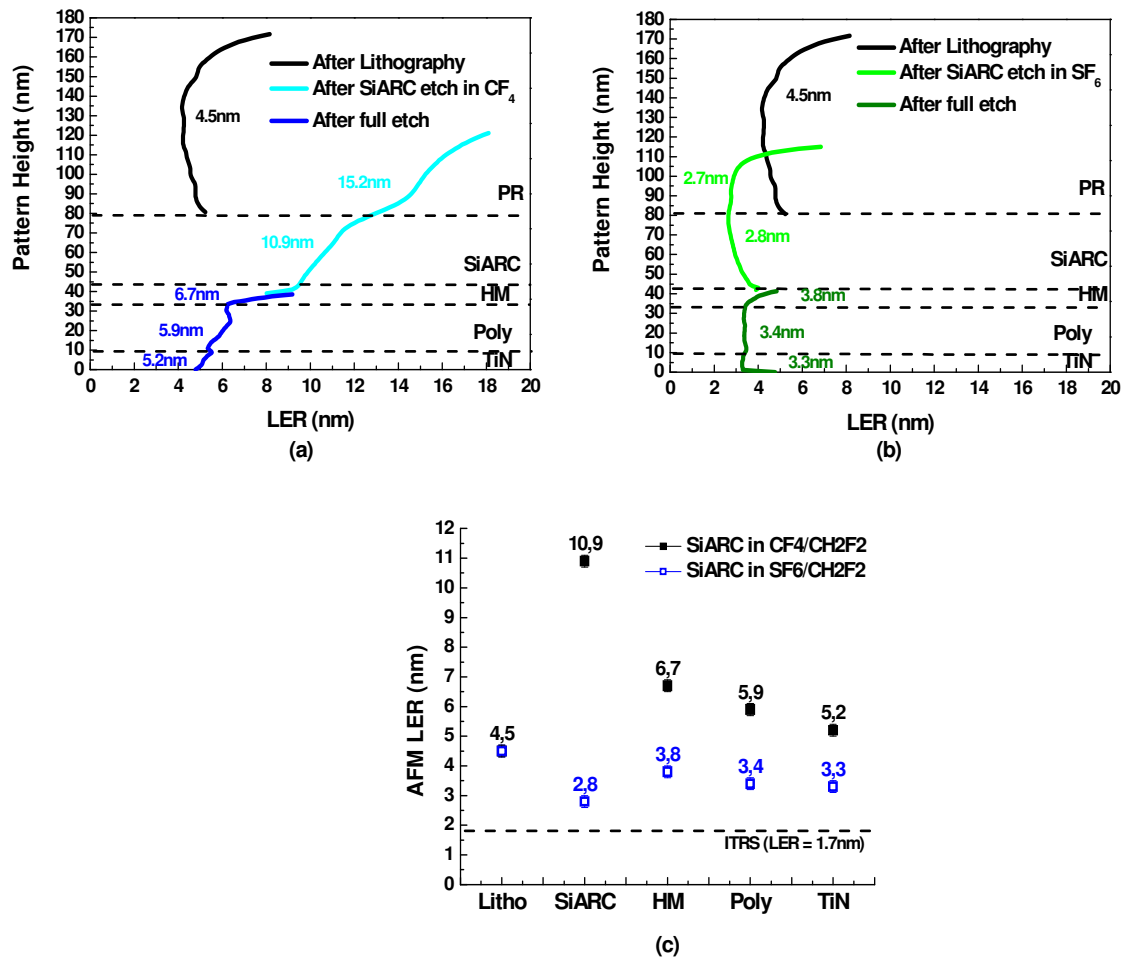 180
170
160
150
140
130
120
110
100
90
80
70
60
50
40
30
20
10
0
Pattern Height (nm)
After Lithography
After SiARC etch in CF4
After full etch
4.5nm
15.2nm
10.9nm
6.7nm
5.9nm
5.2nm
PR
SiARC
HM
Poly
TiN
0 2 4 6 8 10 12 14 16 18 20
LER (nm)
(a)
180
170
160
150
140
130
120
110
100
90
80
70
60
50
40
30
20
10
0
Pattern Height (nm)
After Lithography
After SiARC etch in SF6
After full etch
4.5nm
2.7nm
2.8nm
3.8nm
3.4nm
3.3nm
PR
SiARC
HM
Poly
TiN
0 2 4 6 8 10 12 14 16 18 20
LER (nm)
(b)
12
11
10
9
8
7
6
5
4
3
2
1
0
AFM LER (nm)
SiARC in CF4/CH2F2
SiARC in SF6/CH2F2
10,9
6,7
5,9
5,2
4,5
2,8
3,8
3,4
3,3
ITRS (LER = 1.7nm)
Litho SiARC HM Poly TiN
(c)